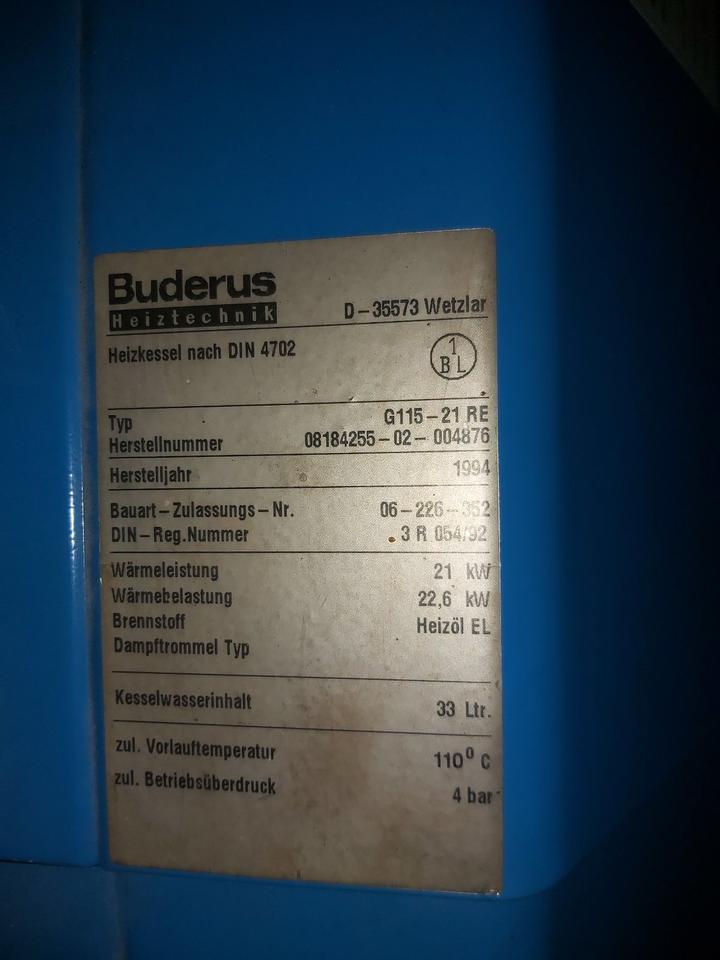 Buderus
Heiztechnik
D-35573 Wetzlar
Heizkessel nach DIN 4702
1
BL
Typ G115-21 RE
Herstellnummer 08184255-02-004876
Herstelljahr 1994
Bauart-Zulassungs-Nr. 06-226-352
DIN-Reg.Nummer 3 R 054/92
Wärmeleistung 21 kW
Wärmebelastung 22,6 kW
Brennstoff Heizöl EL
Dampftrommel Typ
Kesselwasserinhalt 33 Ltr.
zul. Vorlauftemperatur 110° C
zul. Betriebsüberdruck 4 bar